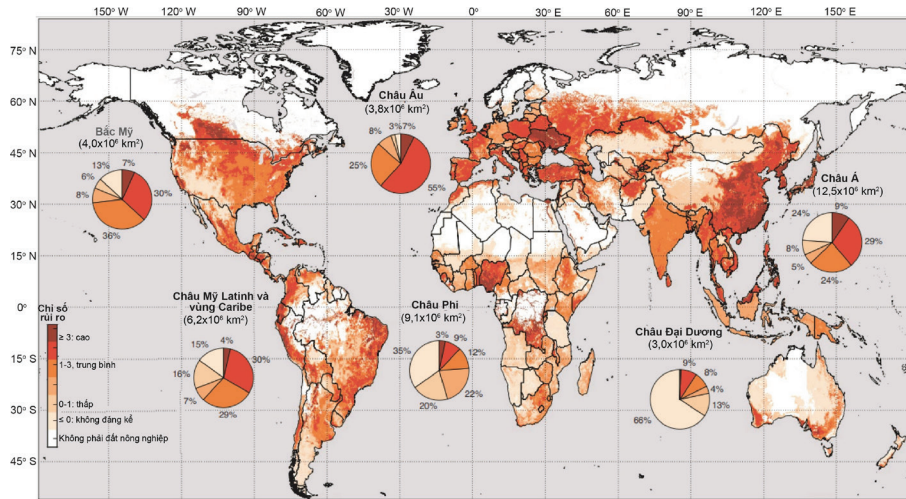 150° W
120° W
90° W
60° W
30° W
0°
30° E
60° E
90° E
120° E
150° E
75° N
60° N
45° N
30° N
15° N
0°
15° S
30° S
45° S
Bắc Mỹ
(4,0x10⁶ km²)
13%
7%
6%
30%
8%
36%
Châu Âu
(3,8x10⁶ km²)
8%
3%
7%
25%
55%
Châu Á
(12,5x10⁶ km²)
9%
24%
29%
8%
5%
24%
Châu Mỹ Latinh và
vùng Caribe
(6,2x10⁶ km²)
4%
15%
30%
16%
7%
29%
Châu Phi
(9,1x10⁶ km²)
3%
9%
35%
12%
22%
20%
Châu Đại Dương
(3,0x10⁶ km²)
9%
8%
4%
13%
66%
Chỉ số
rủi ro
≥ 3: cao
1-3, trung bình
0-1: thấp
≤ 0: không đáng kể
Không phải đất nông nghiệp